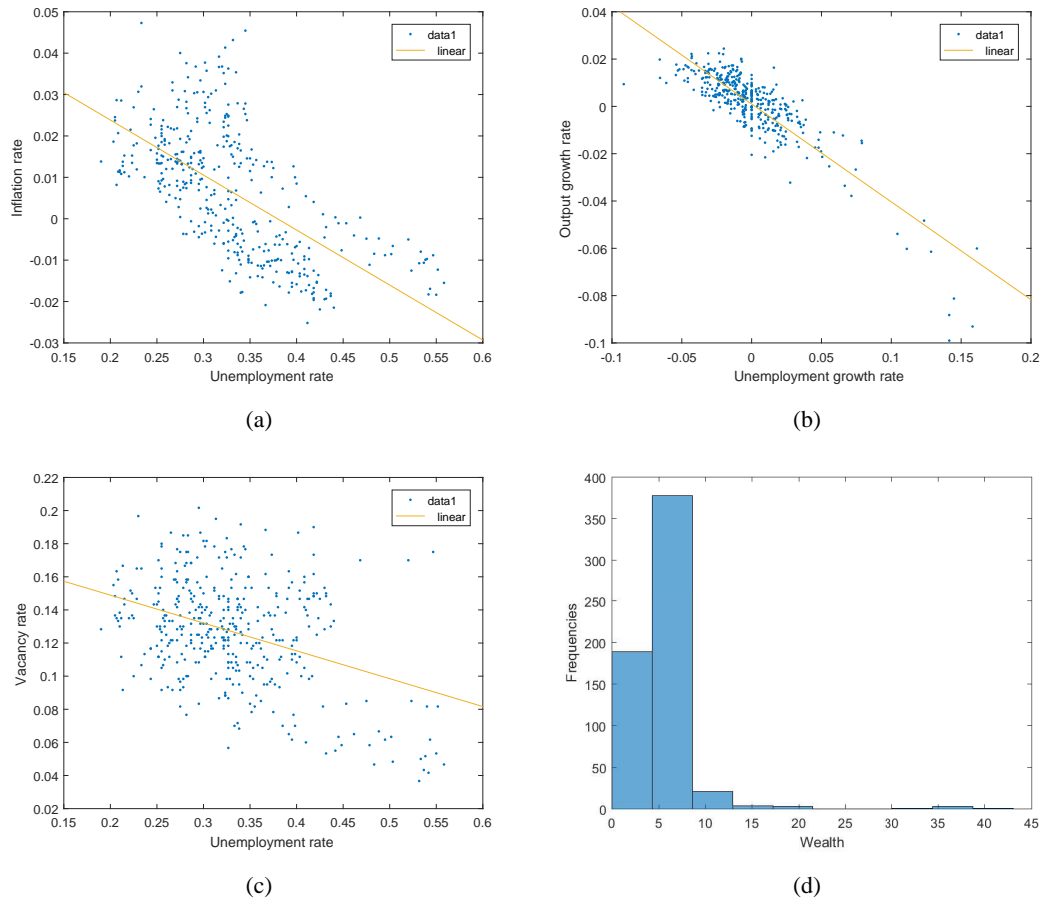 0.05
0.04
0.03
0.02
0.01
0
-0.01
-0.02
-0.03
Inflation rate
0.15 0.2 0.25 0.3 0.35 0.4 0.45 0.5 0.55 0.6
Unemployment rate
data1
linear
(a)
0.04
0.02
0
-0.02
-0.04
-0.06
-0.08
-0.1
Output growth rate
-0.1 -0.05 0 0.05 0.1 0.15 0.2
Unemployment growth rate
data1
linear
(b)
0.22
0.2
0.18
0.16
0.14
0.12
0.1
0.08
0.06
0.04
0.02
Vacancy rate
0.15 0.2 0.25 0.3 0.35 0.4 0.45 0.5 0.55 0.6
Unemployment rate
data1
linear
(c)
400
350
300
250
200
150
100
50
0
Frequencies
0 5 10 15 20 25 30 35 40 45
Wealth
(d)